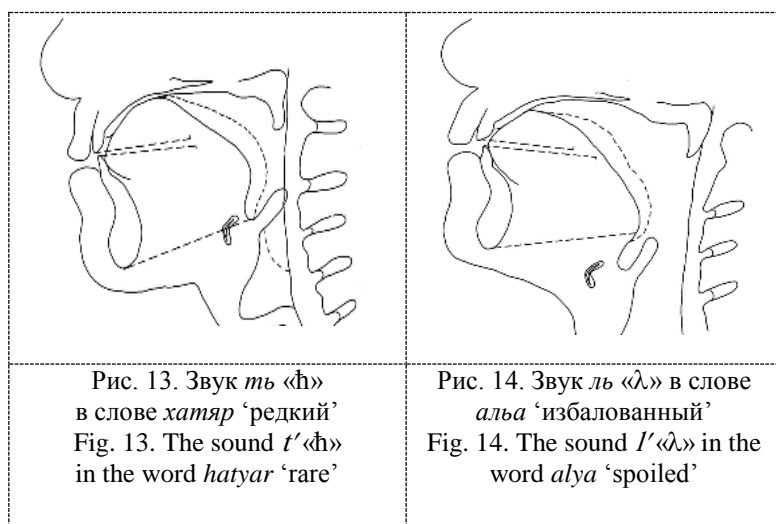 Рис. 13. Звук ть «ħ»
в слове хатяр ‘редкий’
Fig. 13. The sound t′«ħ»
in the word hatyar ‘rare’
Рис. 14. Звук ль «λ» в слове
альа ‘избалованный’
Fig. 14. The sound l′«λ» in the
word alya ‘spoiled’